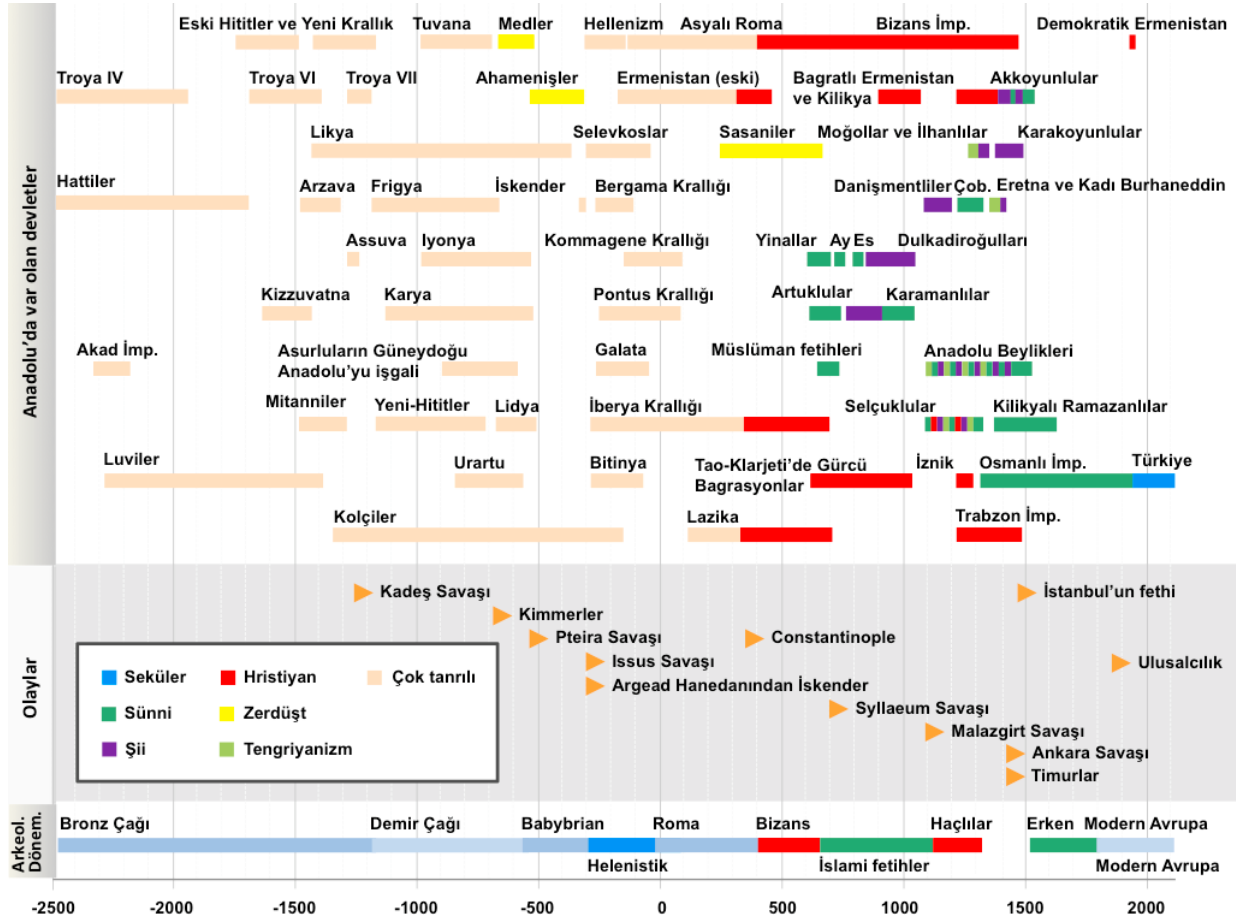 Eski Hititler ve Yeni Krallık
Tuvana
Medler
Hellenizm
Asyalı Roma
Bizans İmp.
Demokratik Ermenistan
Troya IV
Troya VI
Troya VII
Ahamenişler
Ermenistan (eski)
Bagratlı Ermenistan
ve Kilikya
Akkoyunlular
Likya
Selevkoslar
Sasaniler
Moğollar ve İlhanlılar
Karakoyunlular
Hattiler
Arzava
Frigya
İskender
Bergama Krallığı
Danişmentliler
Çob.
Eretna ve Kadı Burhaneddin
Assuva
Iyonya
Kommagene Krallığı
Yinallar
Ay
Es
Dulkadiroğulları
Kizzuvatna
Karya
Pontus Krallığı
Artuklular
Karamanlılar
Akad İmp.
Asurluların Güneydoğu
Anadolu'yu işgali
Galata
Müslüman fetihleri
Anadolu Beylikleri
Mitanniler
Yeni-Hititler
Lidya
İberya Krallığı
Selçuklular
Kilikyalı Ramazanlılar
Luviler
Urartu
Bitinya
Tao-Klarjeti'de Gürcü
Bagrasyonlar
İznik
Osmanlı İmp.
Türkiye
Kolçiler
Lazika
Trabzon İmp.
Anadolu'da var olan devletler
Olaylar
Kadeş Savaşı
İstanbul'un fethi
Kimmerler
Pteira Savaşı
Constantinople
Issus Savaşı
Ulusalcılık
Argead Hanedanından İskender
Syllaeum Savaşı
Malazgirt Savaşı
Ankara Savaşı
Timurlar
Seküler
Hristiyan
Çok tanrılı
Sünni
Zerdüşt
Şii
Tengriyanizm
Arkeol.
Dönem.
Bronz Çağı
Demir Çağı
Babybrian
Roma
Bizans
Haçlılar
Erken
Modern Avrupa
Helenistik
İslami fetihler
Modern Avrupa
-2500
-2000
-1500
-1000
-500
0
500
1000
1500
2000